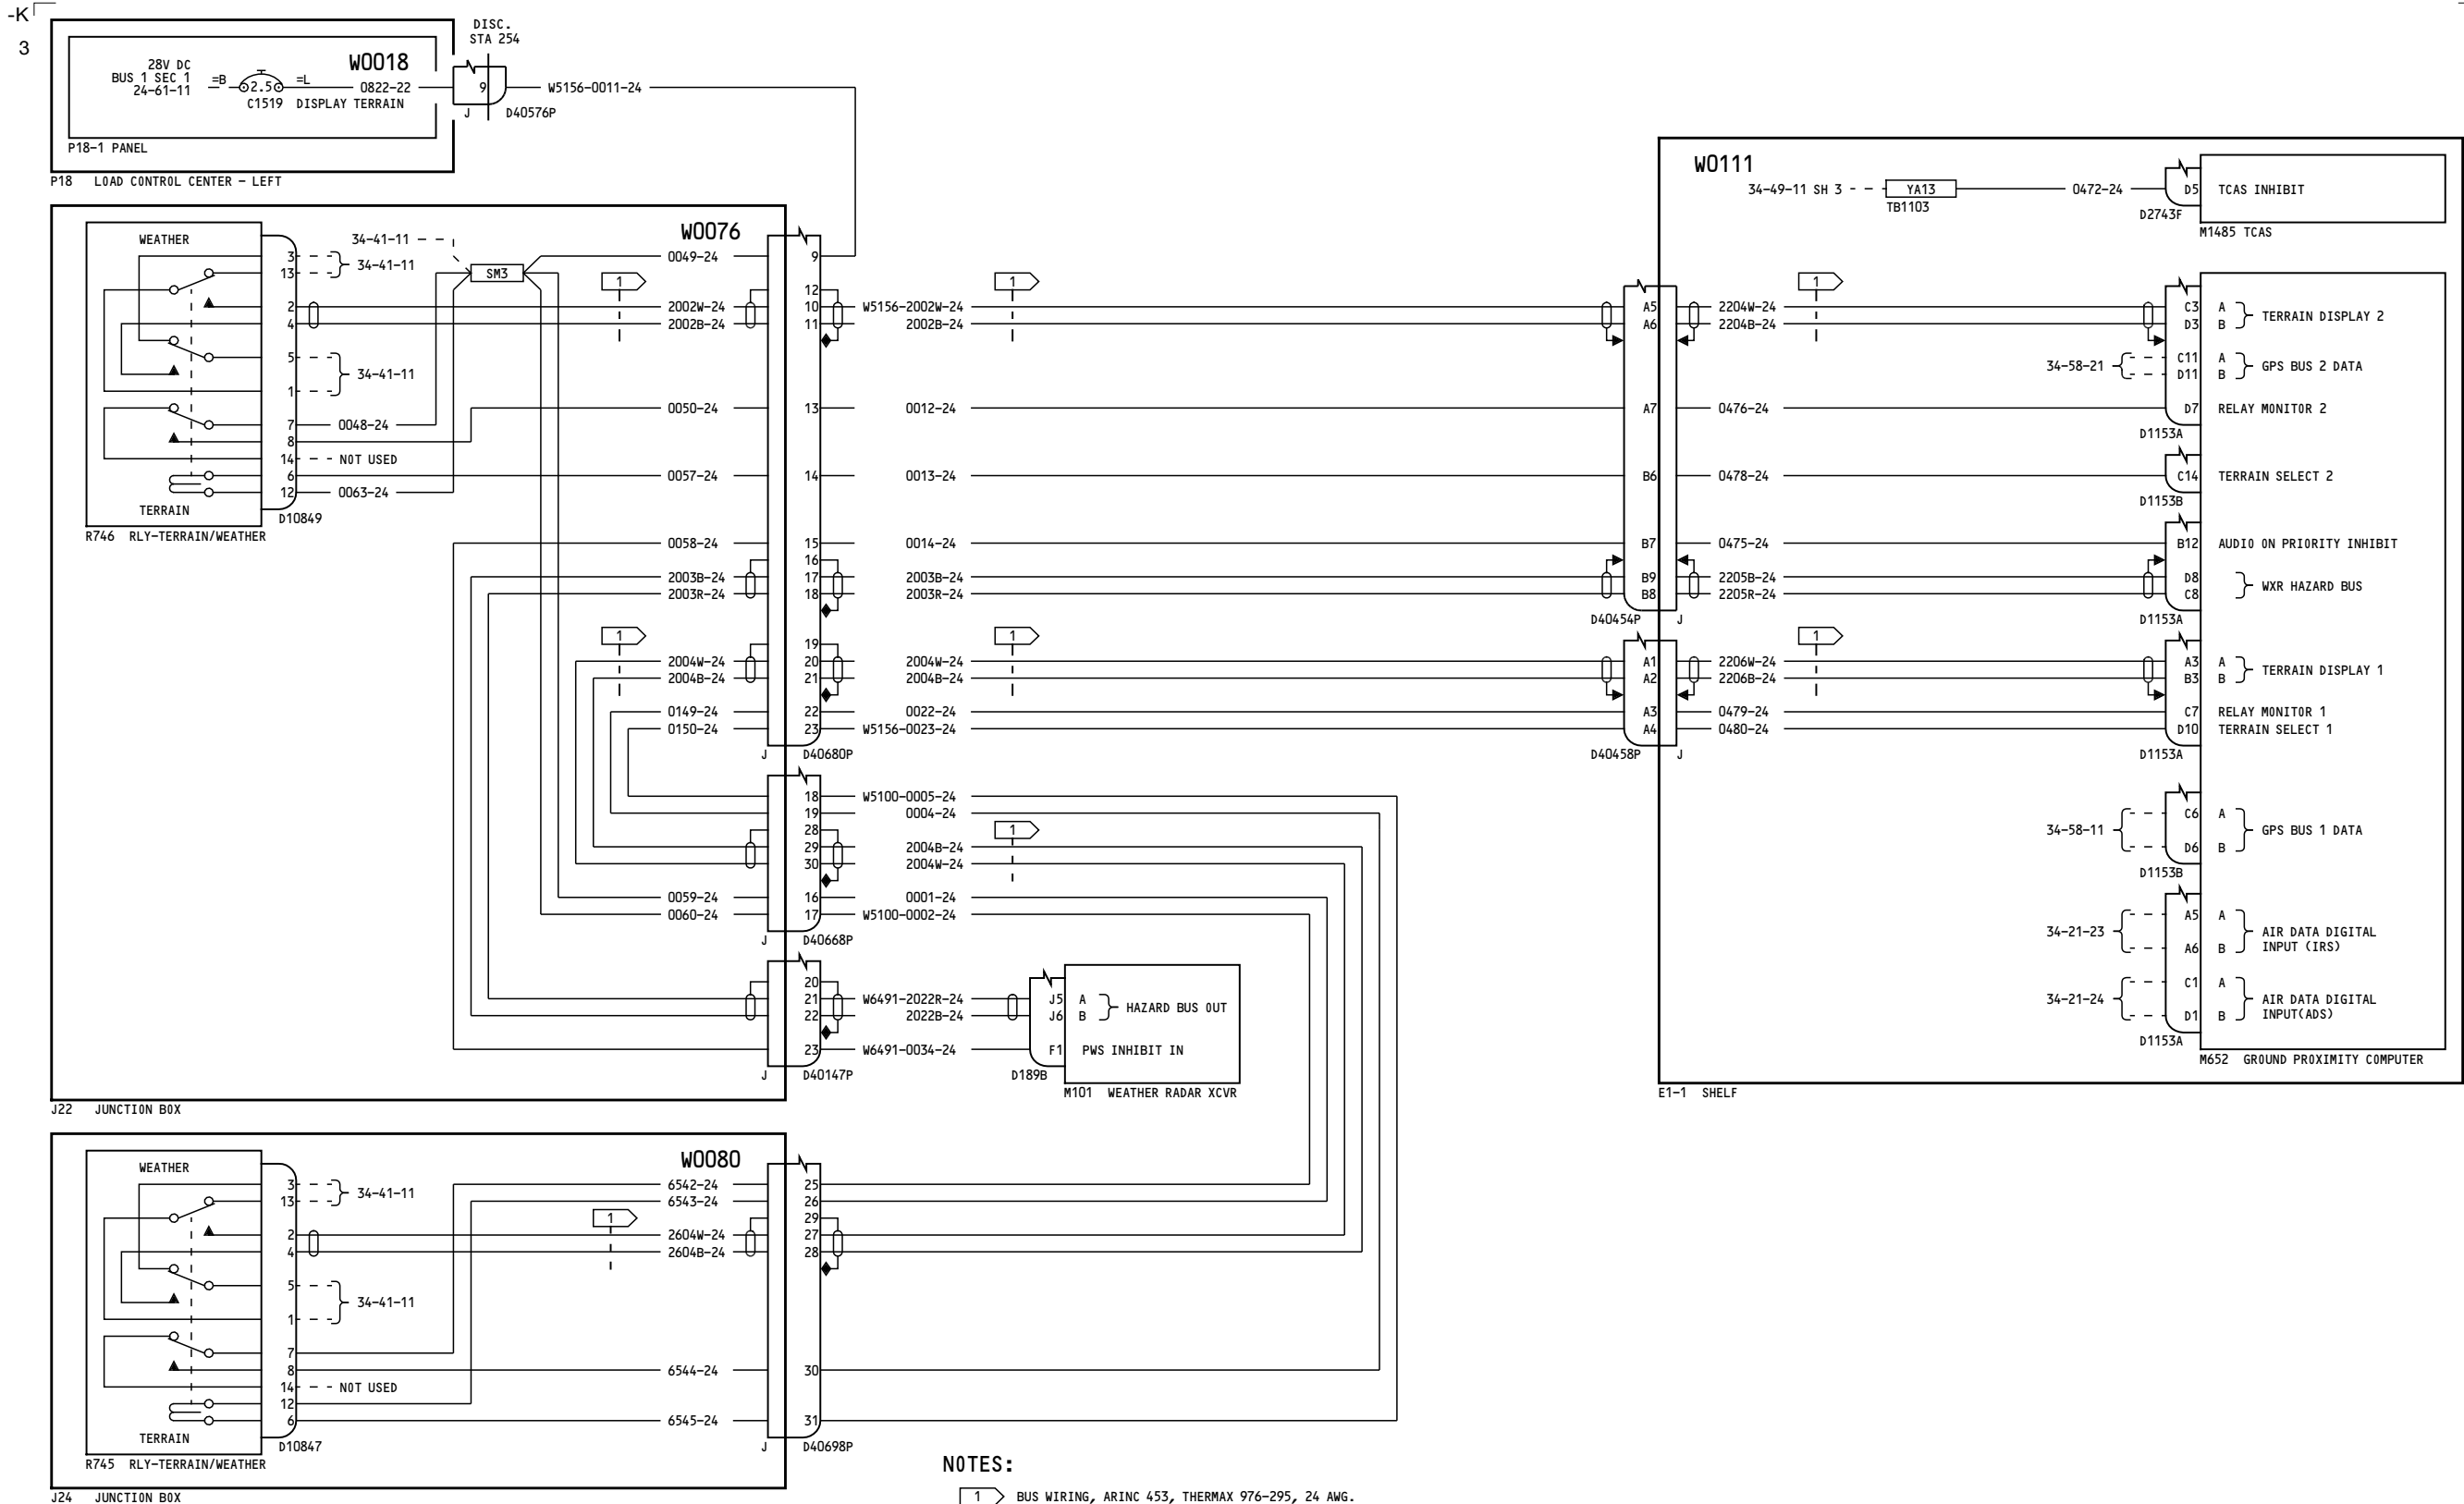 -K
3
DISC.
STA 254
28V DC
BUS 1 SEC 1
24-61-11
=B
2.5
=L
C1519 DISPLAY TERRAIN
W0018
0822-22
9
J
D40576P
W5156-0011-24
P18-1 PANEL
P18 LOAD CONTROL CENTER - LEFT
W0076
WEATHER
TERRAIN
3
13
2
4
5
1
7
8
14
6
12
D10849
R746 RLY-TERRAIN/WEATHER
34-41-11
34-41-11
34-41-11
SM3
0048-24
NOT USED
0063-24
1
0049-24
2002W-24
2002B-24
0050-24
0057-24
0058-24
2003B-24
2003R-24
1
2004W-24
2004B-24
0149-24
0150-24
0059-24
0060-24
9
12
10
11
13
14
15
16
17
18
19
20
21
22
23
J
D40680P
W5156-2002W-24
2002B-24
1
0012-24
0013-24
0014-24
2003B-24
2003R-24
2004W-24
2004B-24
1
0022-24
W5156-0023-24
18
19
28
29
30
16
17
J
D40668P
W5100-0005-24
0004-24
1
2004B-24
2004W-24
0001-24
W5100-0002-24
20
21
22
23
J
D40147P
W6491-2022R-24
2022B-24
W6491-0034-24
J5 A
J6 B
HAZARD BUS OUT
F1 PWS INHIBIT IN
D189B
M101 WEATHER RADAR XCVR
J22 JUNCTION BOX
W0111
34-49-11 SH 3
YA13
TB1103
0472-24
D5
TCAS INHIBIT
D2743F
M1485 TCAS
A5
A6
A7
B6
B7
B9
B8
D40454P
J
A1
A2
A3
A4
D40458P
J
1
2204W-24
2204B-24
0476-24
0478-24
0475-24
2205B-24
2205R-24
1
2206W-24
2206B-24
0479-24
0480-24
C3 A
D3 B
TERRAIN DISPLAY 2
34-58-21
C11 A
D11 B
GPS BUS 2 DATA
D7 RELAY MONITOR 2
D1153A
C14 TERRAIN SELECT 2
D1153B
B12 AUDIO ON PRIORITY INHIBIT
D8
C8
WXR HAZARD BUS
D1153A
A3 A
B3 B
TERRAIN DISPLAY 1
C7 RELAY MONITOR 1
D10 TERRAIN SELECT 1
D1153A
34-58-11
C6 A
D6 B
GPS BUS 1 DATA
D1153B
34-21-23
A5 A
A6 B
AIR DATA DIGITAL
INPUT (IRS)
34-21-24
C1 A
D1 B
AIR DATA DIGITAL
INPUT(ADS)
D1153A
M652 GROUND PROXIMITY COMPUTER
E1-1 SHELF
W0080
WEATHER
TERRAIN
3
13
2
4
5
1
7
8
14
12
6
D10847
R745 RLY-TERRAIN/WEATHER
34-41-11
34-41-11
NOT USED
1
6542-24
6543-24
2604W-24
2604B-24
6544-24
6545-24
25
26
29
27
28
30
31
J
D40698P
J24 JUNCTION BOX
NOTES:
1 BUS WIRING, ARINC 453, THERMAX 976-295, 24 AWG.